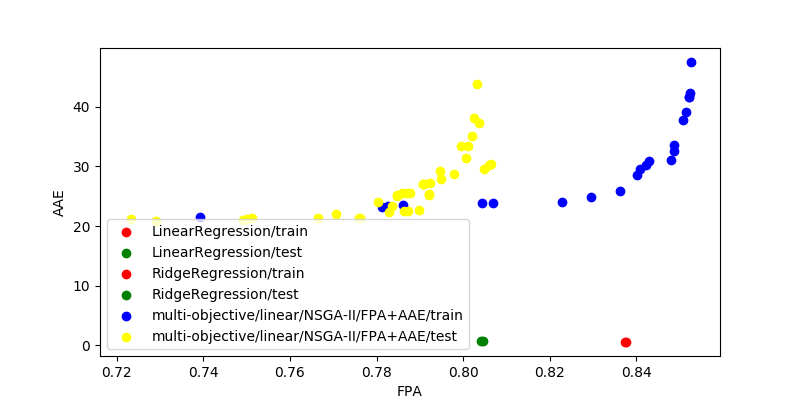 AAE
40
30
20
10
0
LinearRegression/train
LinearRegression/test
RidgeRegression/train
RidgeRegression/test
multi-objective/linear/NSGA-II/FPA+AAE/train
multi-objective/linear/NSGA-II/FPA+AAE/test
0.72 0.74 0.76 0.78 0.80 0.82 0.84
FPA